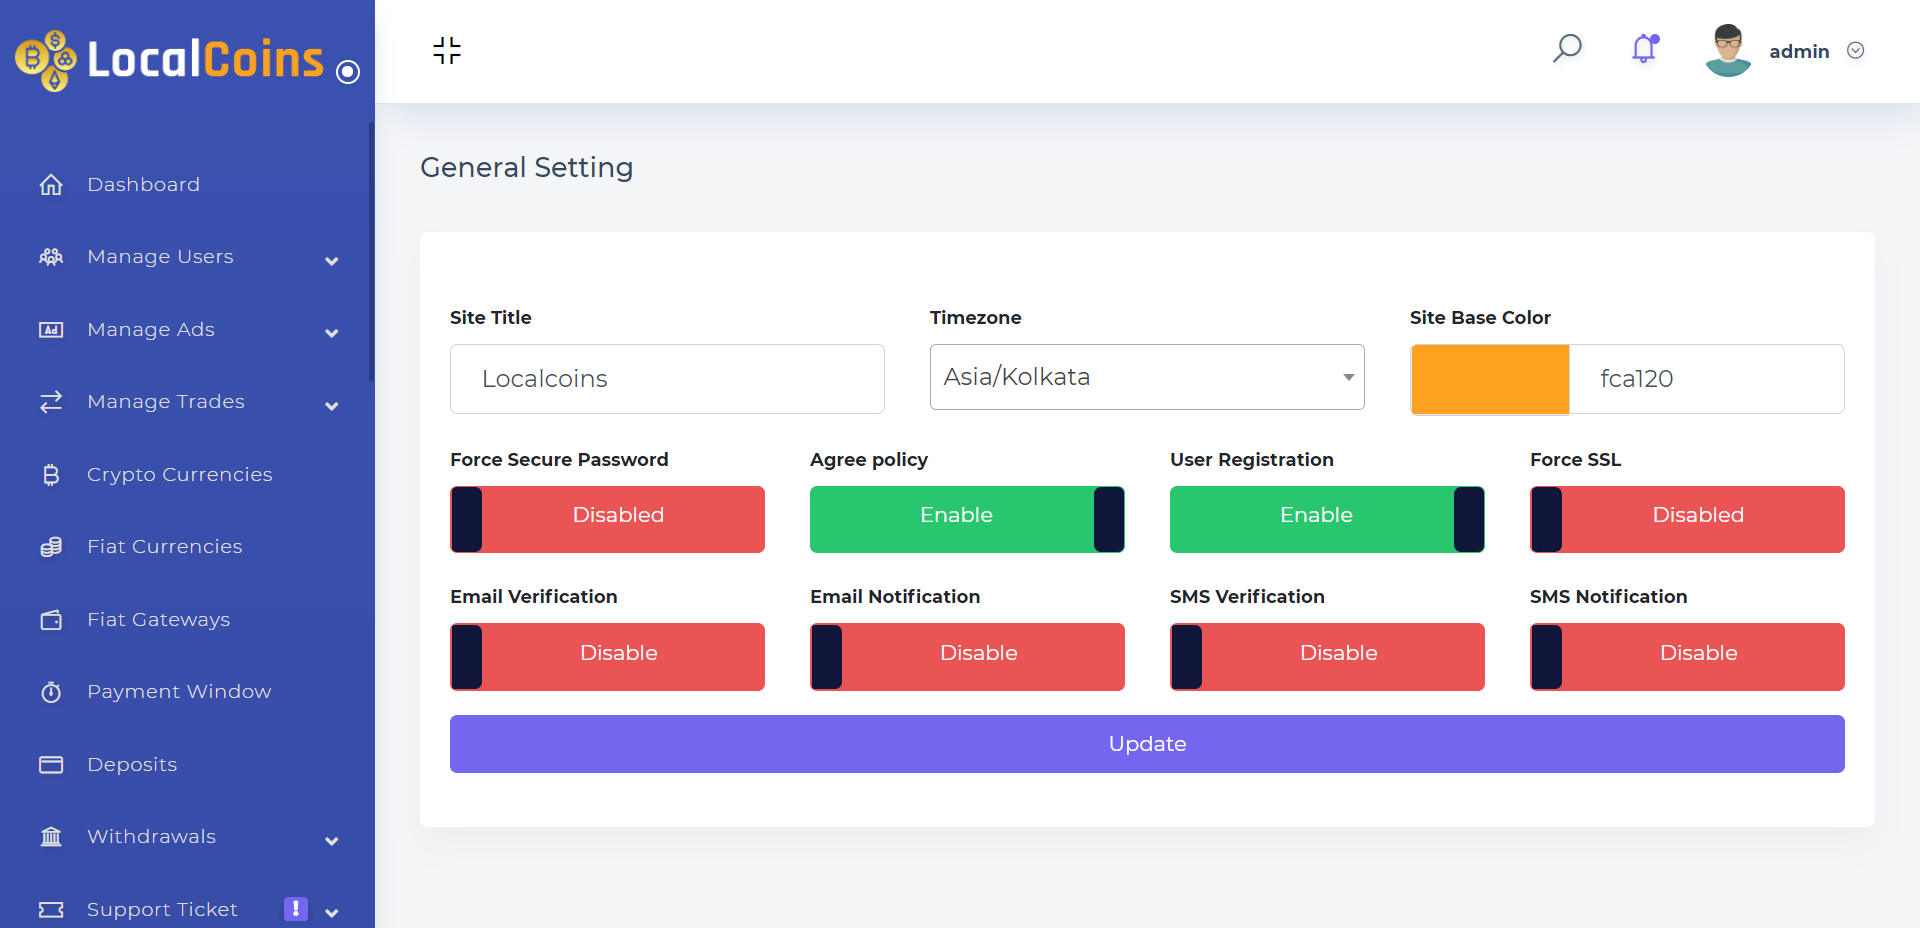 LocalCoins
admin
Dashboard
Manage Users
Manage Ads
Ad
Manage Trades
Crypto Currencies
Fiat Currencies
Fiat Gateways
Payment Window
Deposits
Withdrawals
Support Ticket !
General Setting
Site Title Timezone Site Base Color
Localcoins Asia/Kolkata fca120
Force Secure Password Agree policy User Registration Force SSL
Disabled Enable Enable Disabled
Email Verification Email Notification SMS Verification SMS Notification
Disable Disable Disable Disable
Update